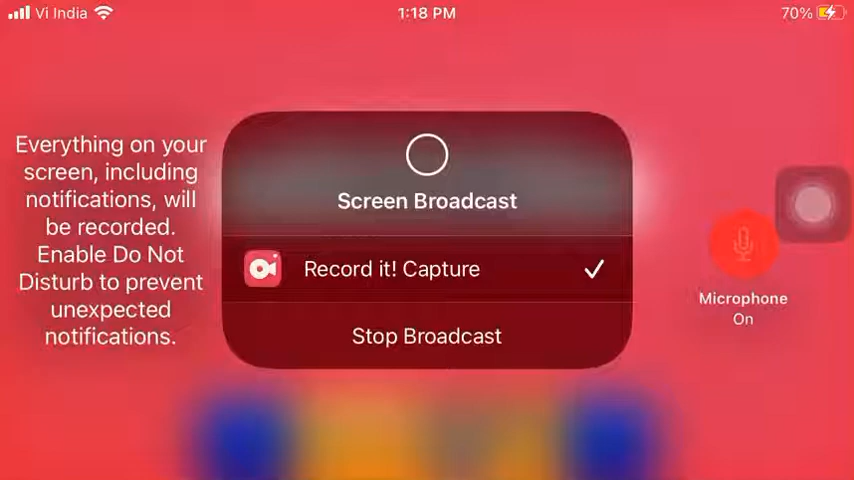 Vi India
1:18 PM
70%
Everything on your
screen, including
notifications, will
be recorded.
Enable Do Not
Disturb to prevent
unexpected
notifications.
Screen Broadcast
Record it! Capture
Stop Broadcast
Microphone
On